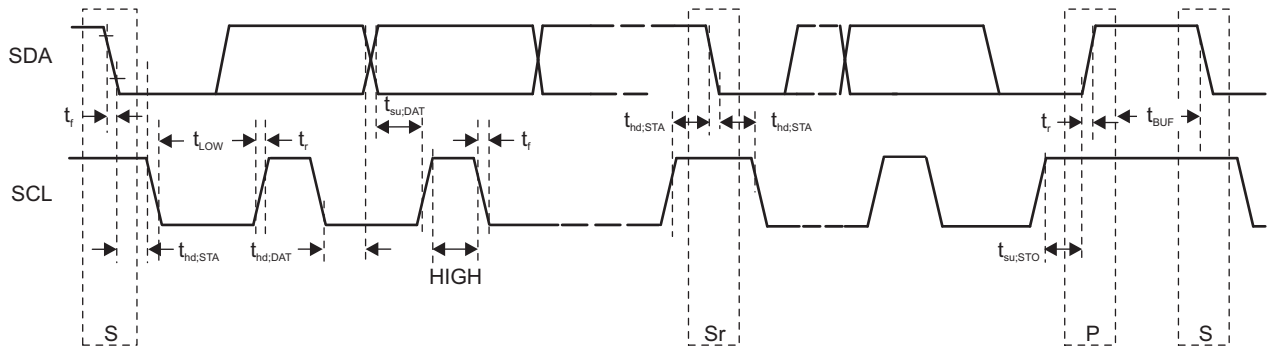 SDA
t_f
t_LOW
t_r
t_su;DAT
t_f
t_hd;STA
t_hd;STA
t_r
t_BUF
SCL
t_hd;STA
t_hd;DAT
HIGH
t_su;STO
S
Sr
P
S